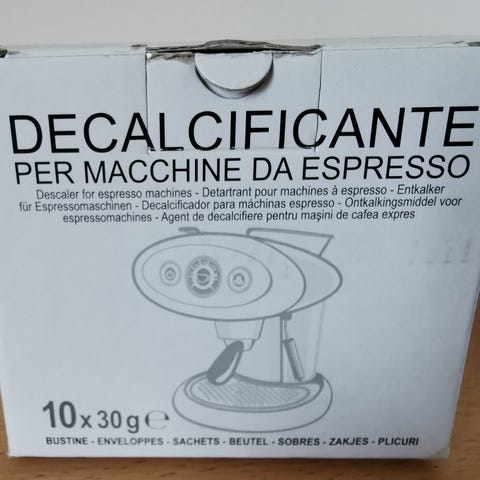 DECALCIFICANTE
PER MACCHINE DA ESPRESSO
Descaler for espresso machines - Detartrant pour machines à espresso - Entkalker
für Espressomaschinen - Decalcificador para máchinas espresso - Ontkalkingsmiddel voor
espressomachines - Agent de decalcifiere pentru mașini de cafea expres
10 x 30 g ℮
BUSTINE - ENVELOPPES - SACHETS - BEUTEL - SOBRES - ZAKJES - PLICURI